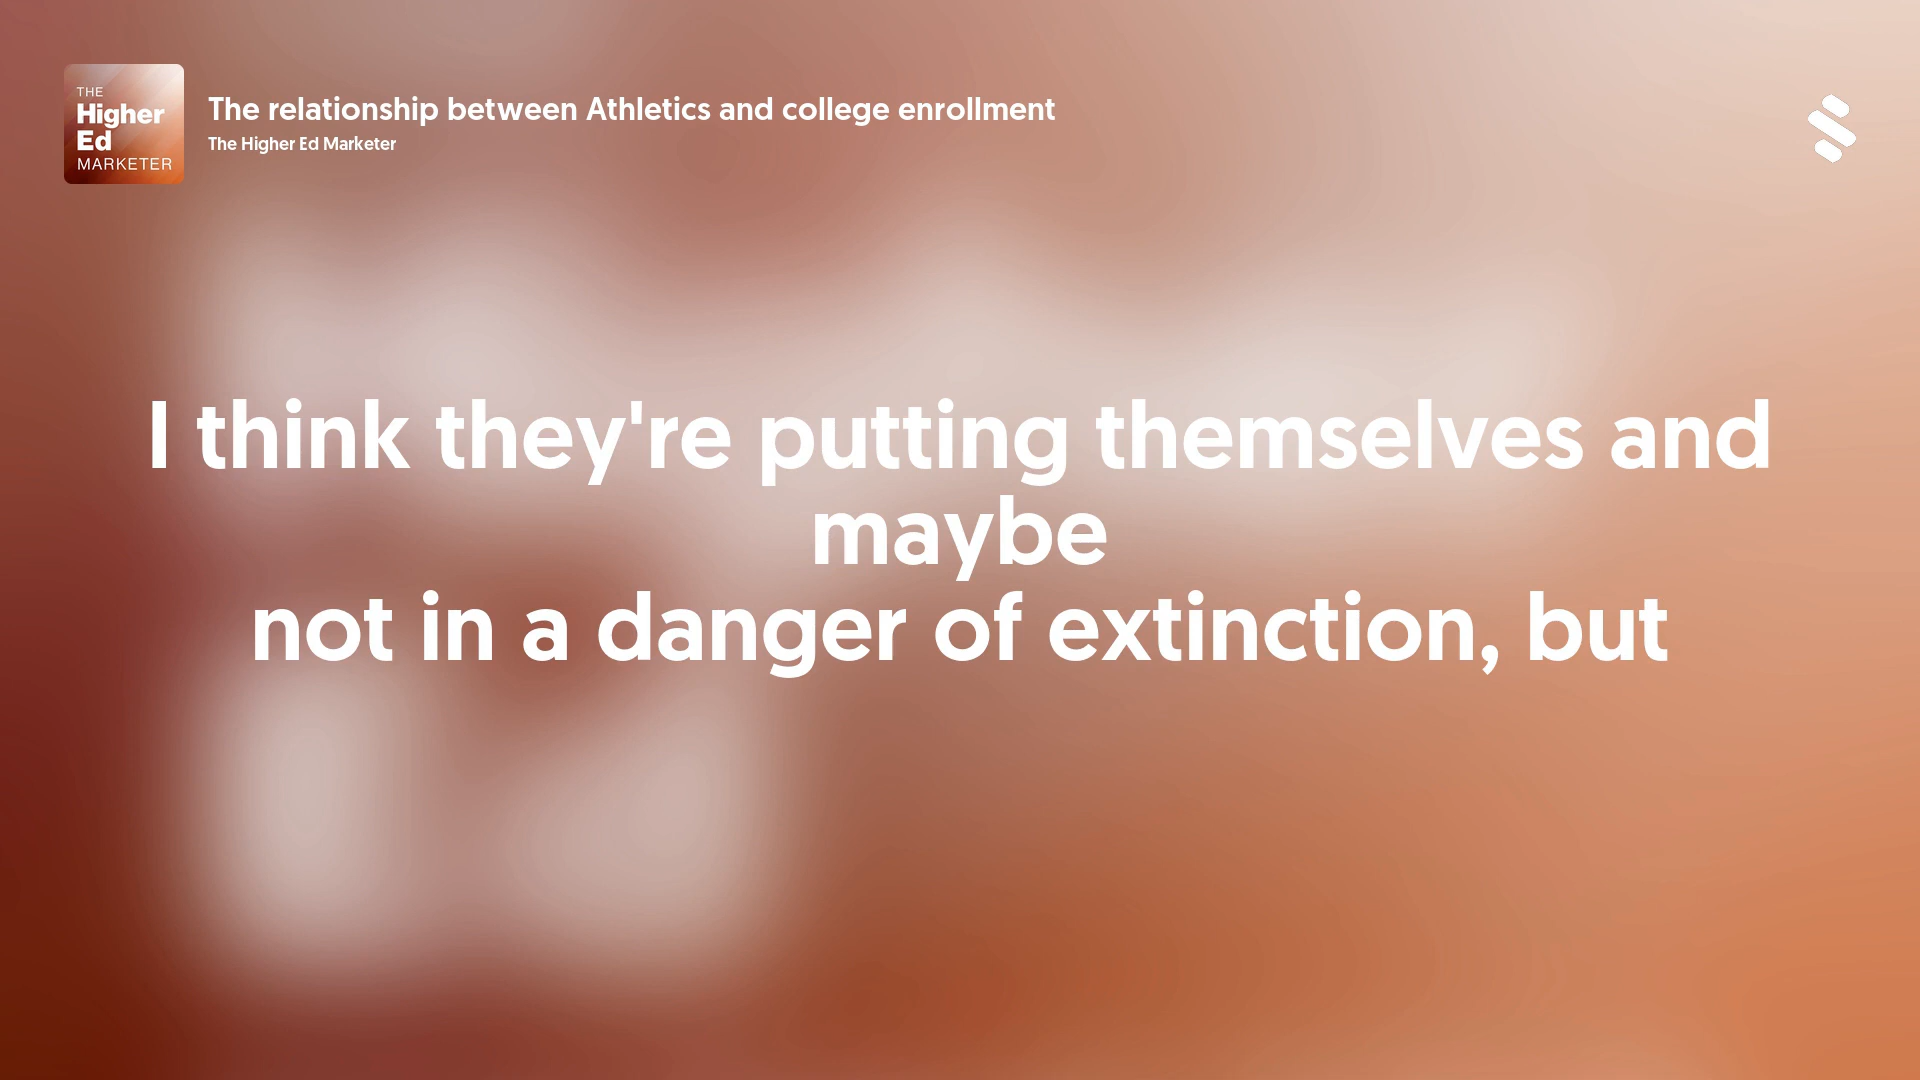 THE
Higher
Ed
MARKETER
The relationship between Athletics and college enrollment
The Higher Ed Marketer
I think they're putting themselves and
maybe
not in a danger of extinction, but